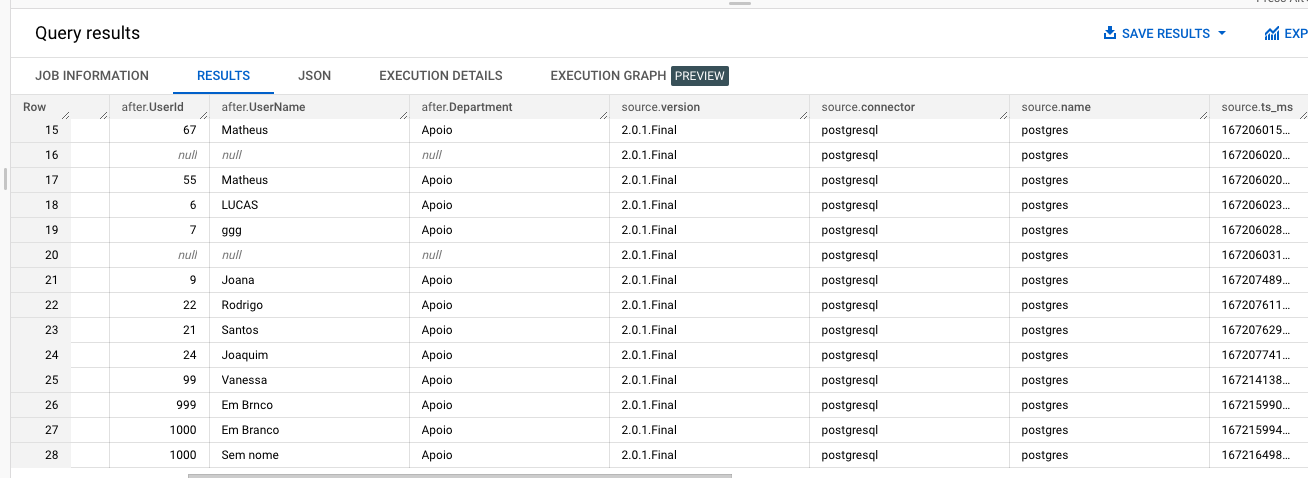 Query results SAVE RESULTS EXP
JOB INFORMATION RESULTS JSON EXECUTION DETAILS EXECUTION GRAPH PREVIEW
Row after.UserId after.UserName after.Department source.version source.connector source.name source.ts_ms
15 67 Matheus Apoio 2.0.1.Final postgresql postgres 167206015...
16 null null null 2.0.1.Final postgresql postgres 167206020...
17 55 Matheus Apoio 2.0.1.Final postgresql postgres 167206020...
18 6 LUCAS Apoio 2.0.1.Final postgresql postgres 167206023...
19 7 ggg Apoio 2.0.1.Final postgresql postgres 167206028...
20 null null null 2.0.1.Final postgresql postgres 167206031...
21 9 Joana Apoio 2.0.1.Final postgresql postgres 167207489...
22 22 Rodrigo Apoio 2.0.1.Final postgresql postgres 167207611...
23 21 Santos Apoio 2.0.1.Final postgresql postgres 167207629...
24 24 Joaquim Apoio 2.0.1.Final postgresql postgres 167207741...
25 99 Vanessa Apoio 2.0.1.Final postgresql postgres 167214138...
26 999 Em Brnco Apoio 2.0.1.Final postgresql postgres 167215990...
27 1000 Em Branco Apoio 2.0.1.Final postgresql postgres 167215994...
28 1000 Sem nome Apoio 2.0.1.Final postgresql postgres 167216498...